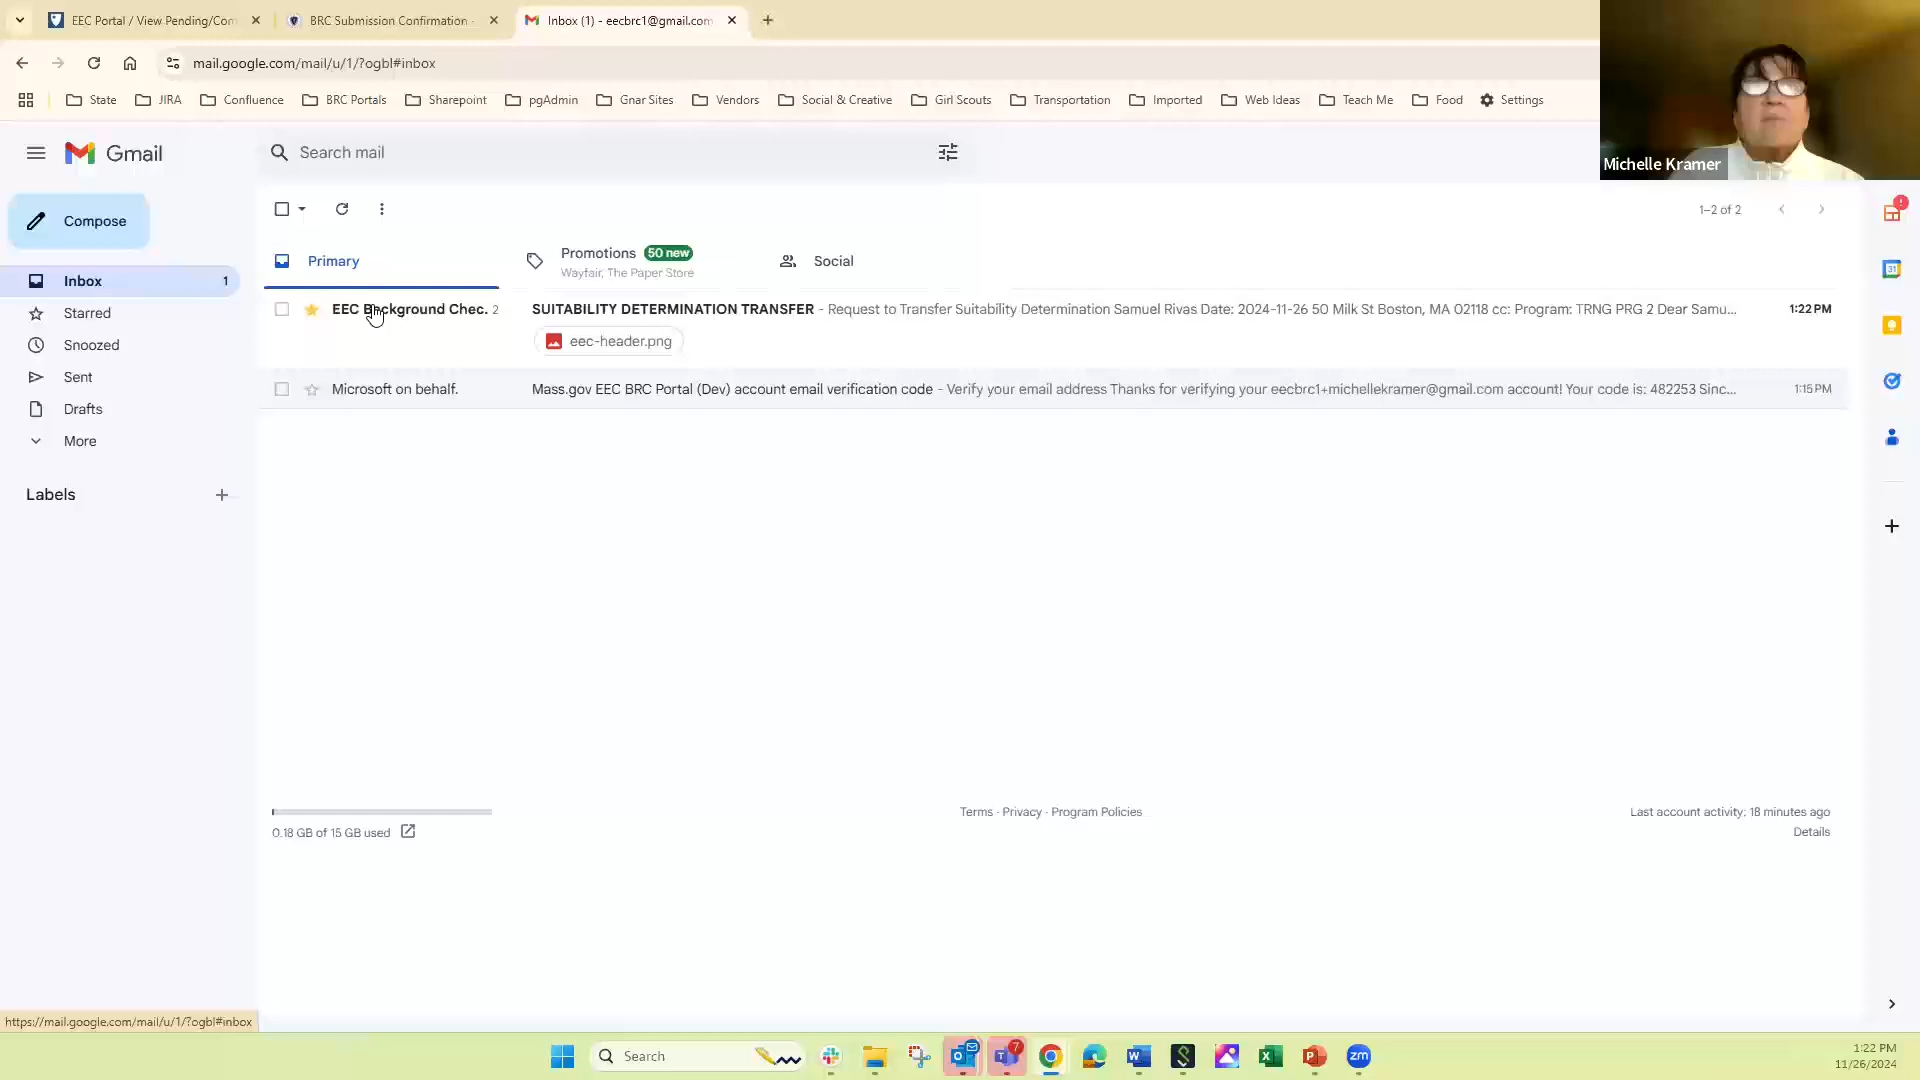 EEC Portal / View Pending/Com
BRC Submission Confirmation -
Inbox (1) - eecbrc1@gmail.com
mail.google.com/mail/u/1/?ogbl#inbox
State
JIRA
Confluence
BRC Portals
Sharepoint
pgAdmin
Gnar Sites
Vendors
Social & Creative
Girl Scouts
Transportation
Imported
Web Ideas
Teach Me
Food
Settings
Michelle Kramer
Gmail
Search mail
Compose
1–2 of 2
Primary
Promotions 50 new
Wayfair, The Paper Store
Social
Inbox 1
Starred
Snoozed
Sent
Drafts
More
Labels
EEC Background Chec. 2 SUITABILITY DETERMINATION TRANSFER - Request to Transfer Suitability Determination Samuel Rivas Date: 2024-11-26 50 Milk St Boston, MA 02118 cc: Program: TRNG PRG 2 Dear Samu... 1:22 PM
eec-header.png
Microsoft on behalf. Mass.gov EEC BRC Portal (Dev) account email verification code - Verify your email address Thanks for verifying your eecbrc1+michellekramer@gmail.com account! Your code is: 482253 Sinc... 1:15 PM
0.18 GB of 15 GB used
Terms · Privacy · Program Policies
Last account activity: 18 minutes ago
Details
https://mail.google.com/mail/u/1/?ogbl#inbox
Search
7
zm
1:22 PM
11/26/2024